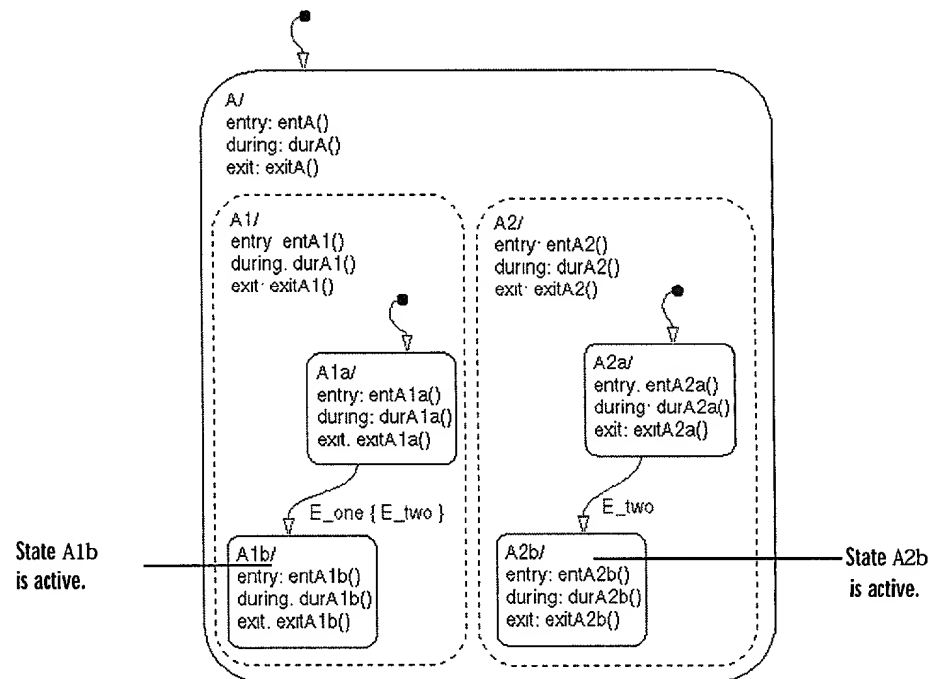 A/
entry: entA()
during: durA()
exit: exitA()
A1/
entry entA1()
during. durA1()
exit· exitA1()
A2/
entry· entA2()
during: durA2()
exit· exitA2()
A1a/
entry: entA1a()
during: durA1a()
exit. exitA1a()
A2a/
entry. entA2a()
during· durA2a()
exit: exitA2a()
E_one { E_two }
E_two
State A1b
is active.
A1b/
entry: entA1b()
during. durA1b()
exit. exitA1b()
A2b/
entry: entA2b()
during: durA2b()
exit: exitA2b()
State A2b
is active.